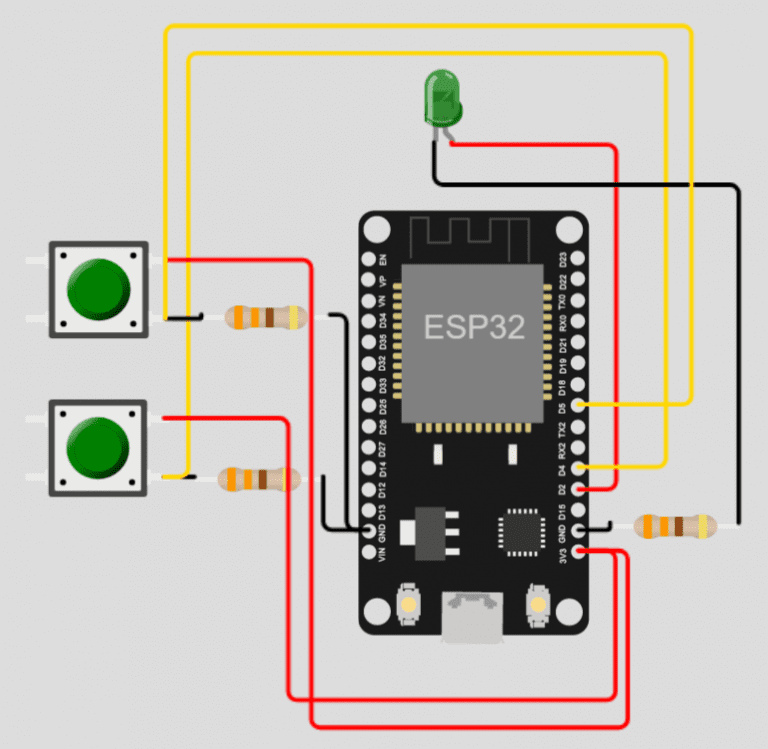 ESP32
EN
VP
VN
D34
D35
D32
D33
D25
D26
D27
D14
D12
D13
GND
VIN
D23
D22
TX0
RX0
D21
D19
D18
D5
TX2
RX2
D4
D2
D15
GND
3V3